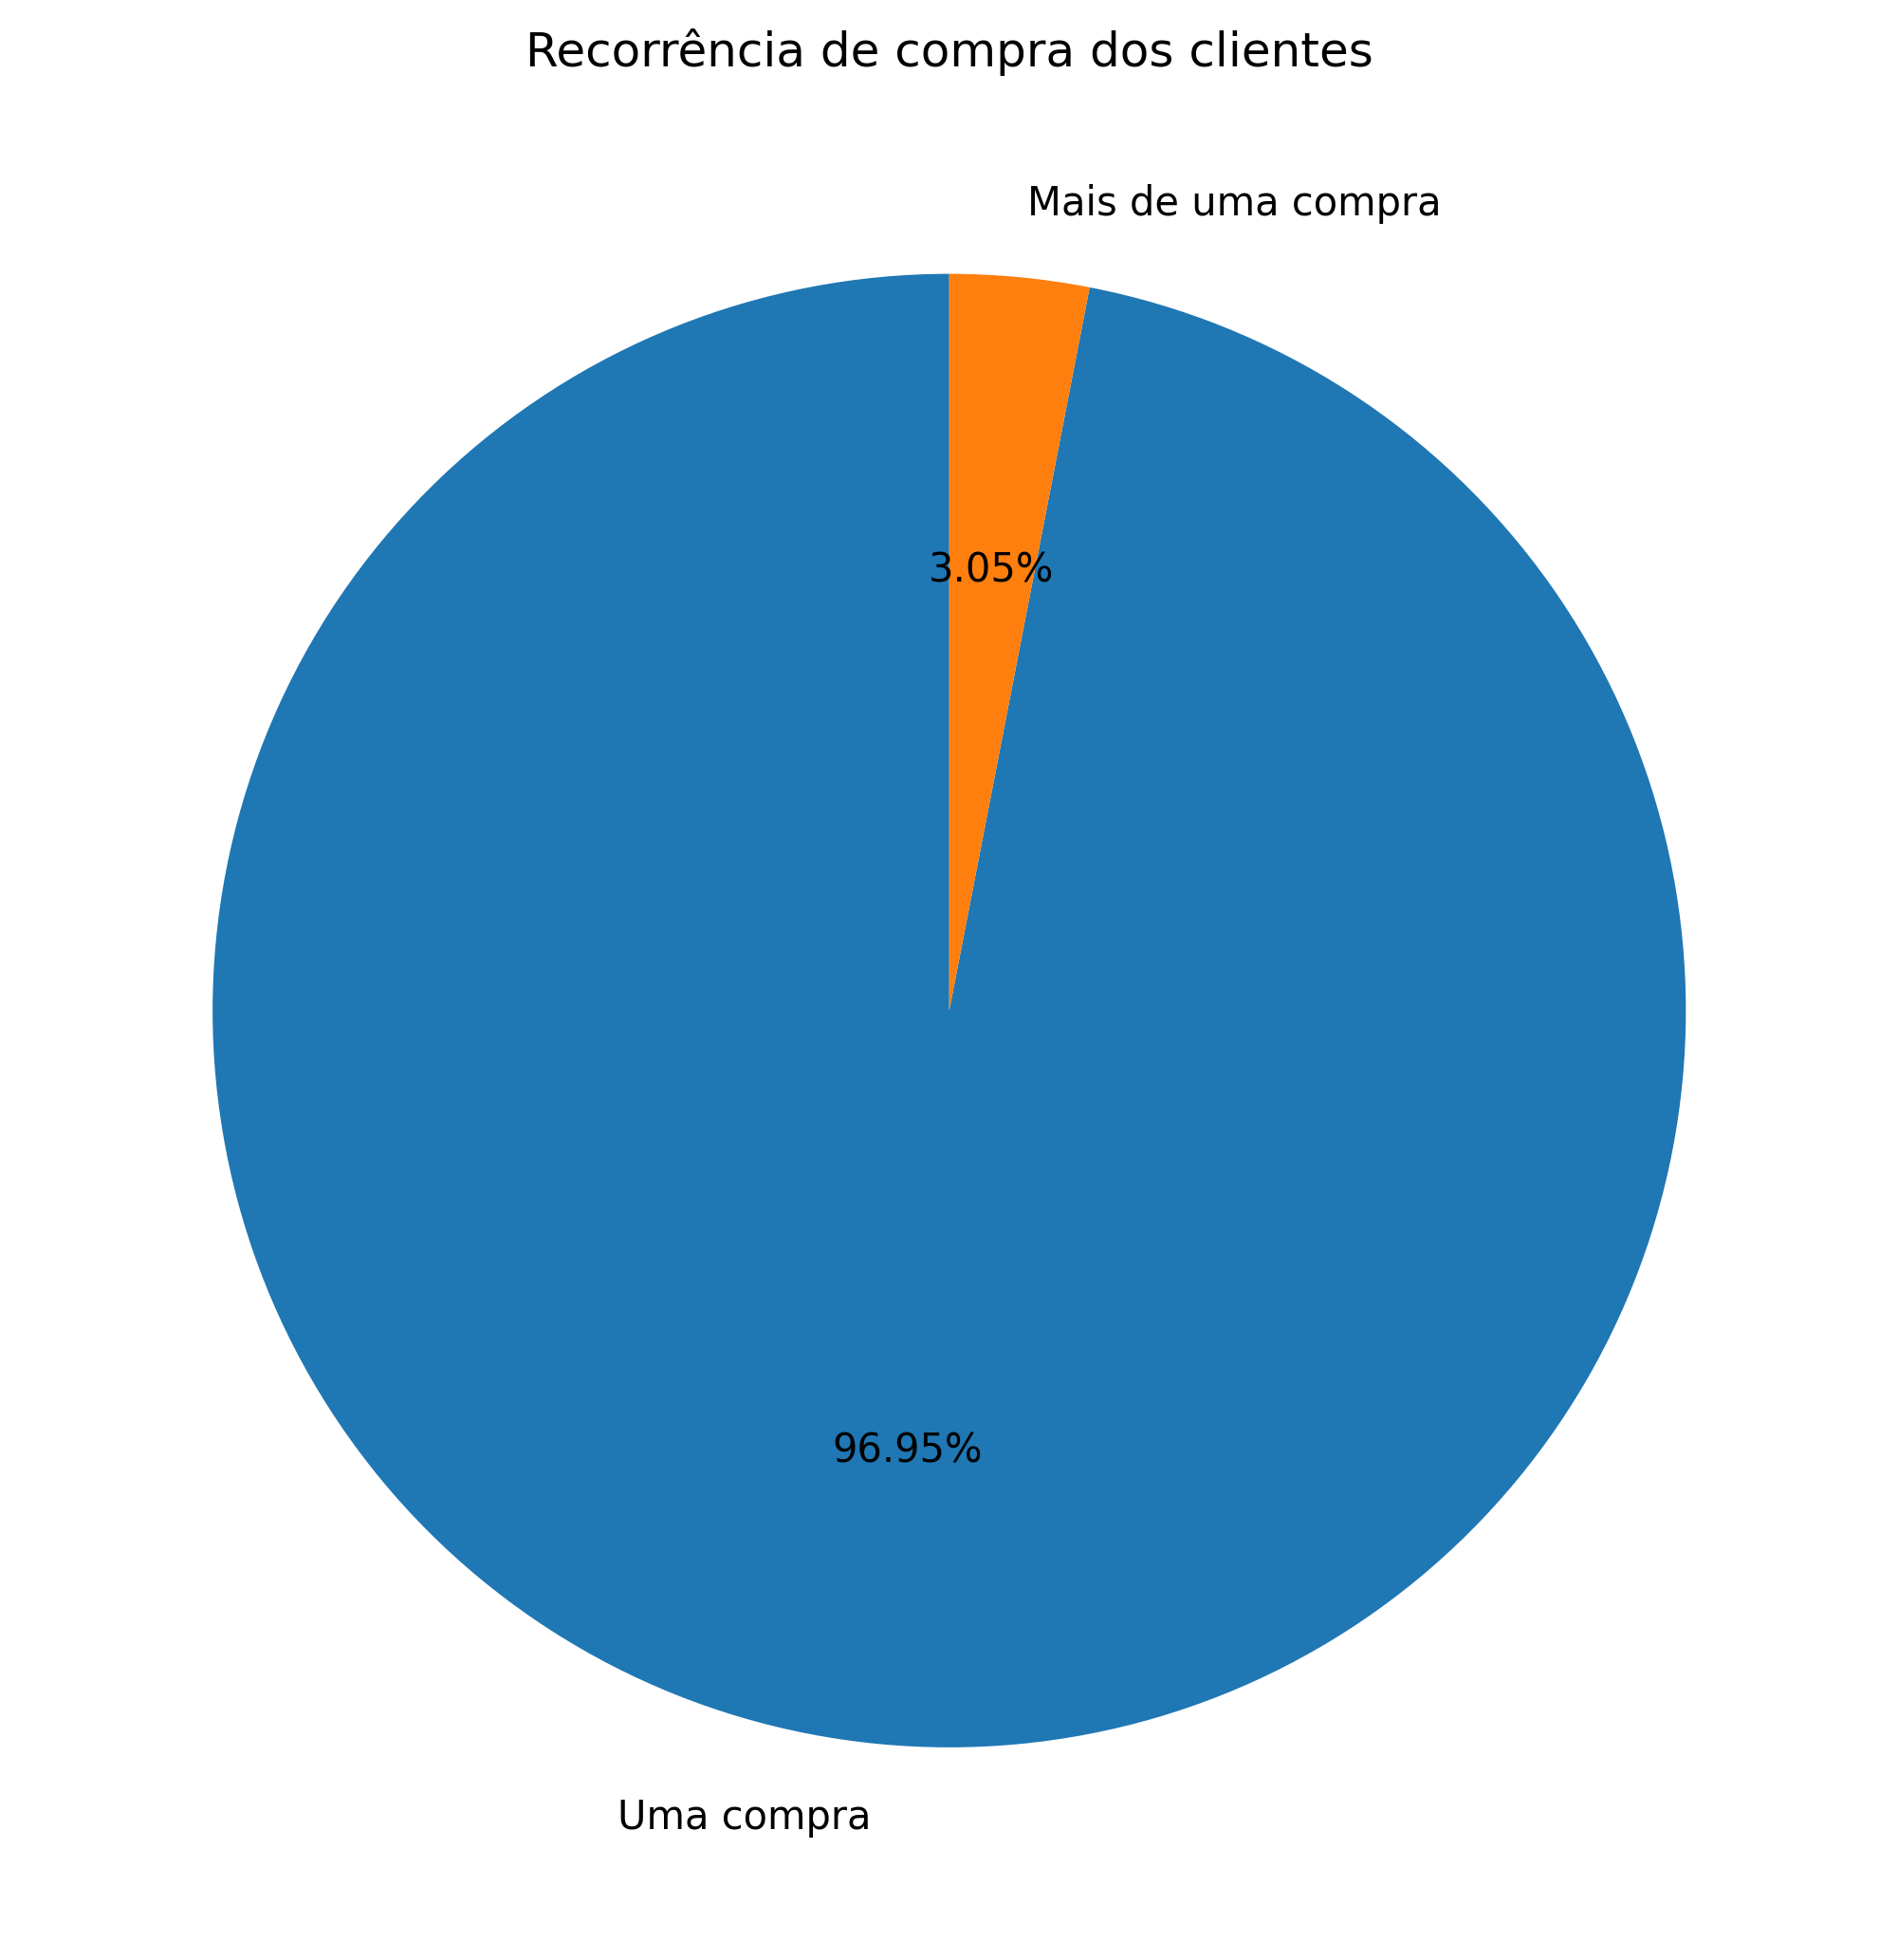 Recorrência de compra dos clientes
Mais de uma compra
3.05%
96.95%
Uma compra